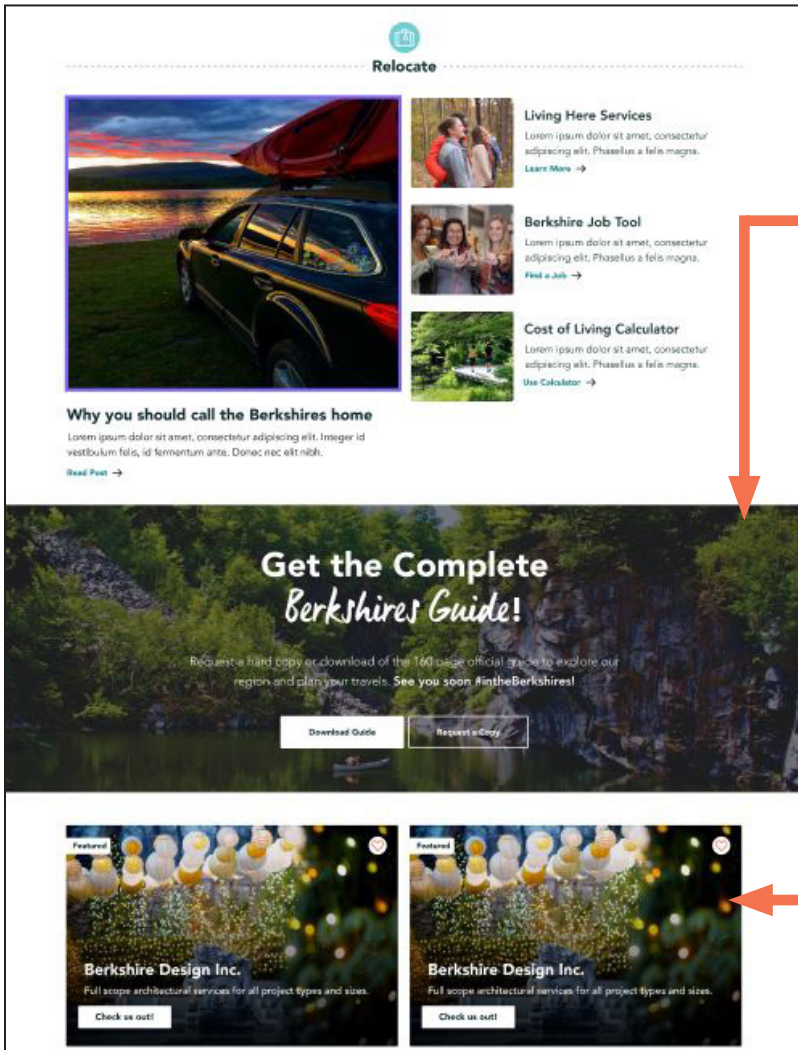 Relocate
Living Here Services
Lorem ipsum dolor sit amet, consectetur
adipiscing elit. Phasellus a felis magna.
Learn More →
Berkshire Job Tool
Lorem ipsum dolor sit amet, consectetur
adipiscing elit. Phasellus a felis magna.
Find a Job →
Cost of Living Calculator
Lorem ipsum dolor sit amet, consectetur
adipiscing elit. Phasellus a felis magna.
Use Calculator →
Why you should call the Berkshires home
Lorem ipsum dolor sit amet, consectetur adipiscing elit. Integer id
vestibulum felis, id fermentum ante. Donec nec elit nibh.
Read Post →
Get the Complete
Berkshires Guide!
Request a hard copy or download of the 160 page official guide to explore our
region and plan your travels. See you soon #intheBerkshires!
Download Guide
Request a Copy
Featured
Berkshire Design Inc.
Full scope architectural services for all project types and sizes.
Check us out!
Featured
Berkshire Design Inc.
Full scope architectural services for all project types and sizes.
Check us out!